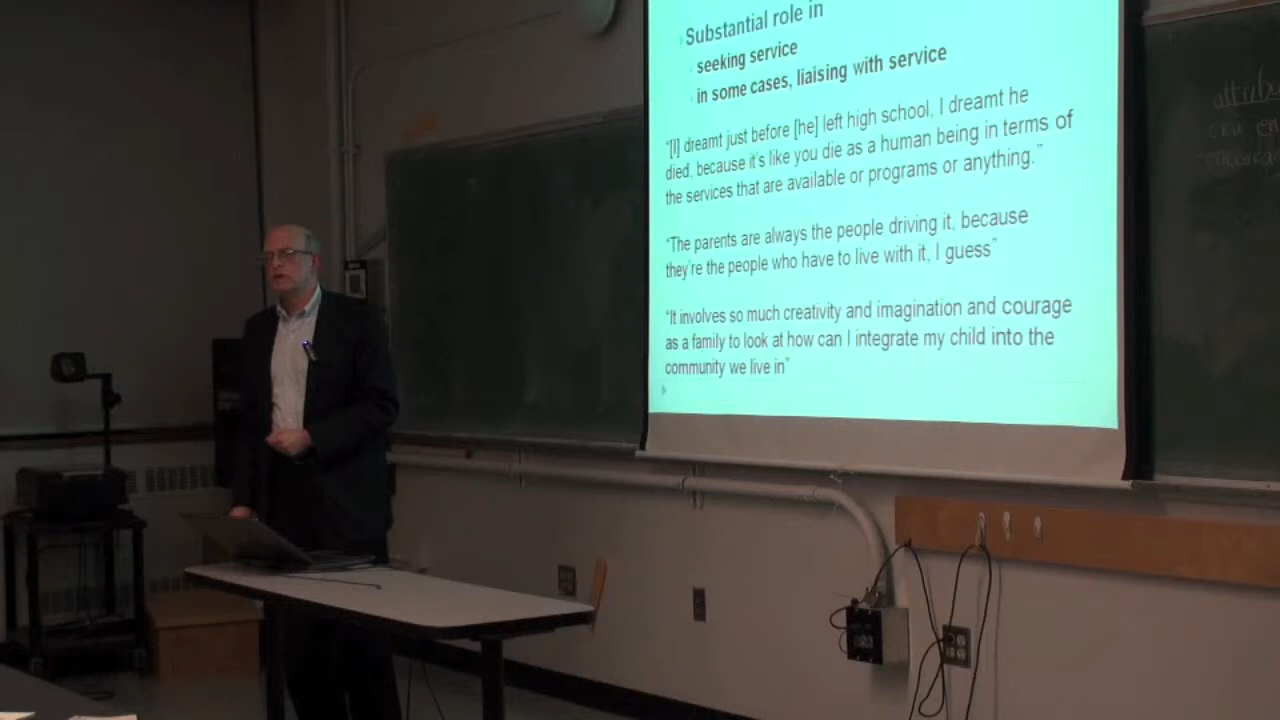 Substantial role in
seeking service
in some cases, liaising with service
“[I] dreamt just before [he] left high school, I dreamt he
died, because it’s like you die as a human being in terms of
the services that are available or programs or anything.”
“The parents are always the people driving it, because
they’re the people who have to live with it, I guess”
“It involves so much creativity and imagination and courage
as a family to look at how can I integrate my child into the
community we live in”